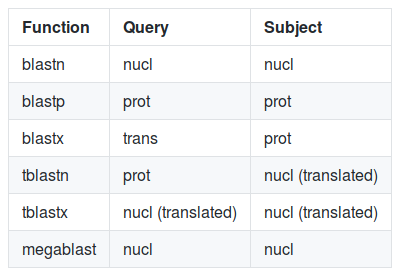 Function Query Subject
blastn nucl nucl
blastp prot prot
blastx trans prot
tblastn prot nucl (translated)
tblastx nucl (translated) nucl (translated)
megablast nucl nucl